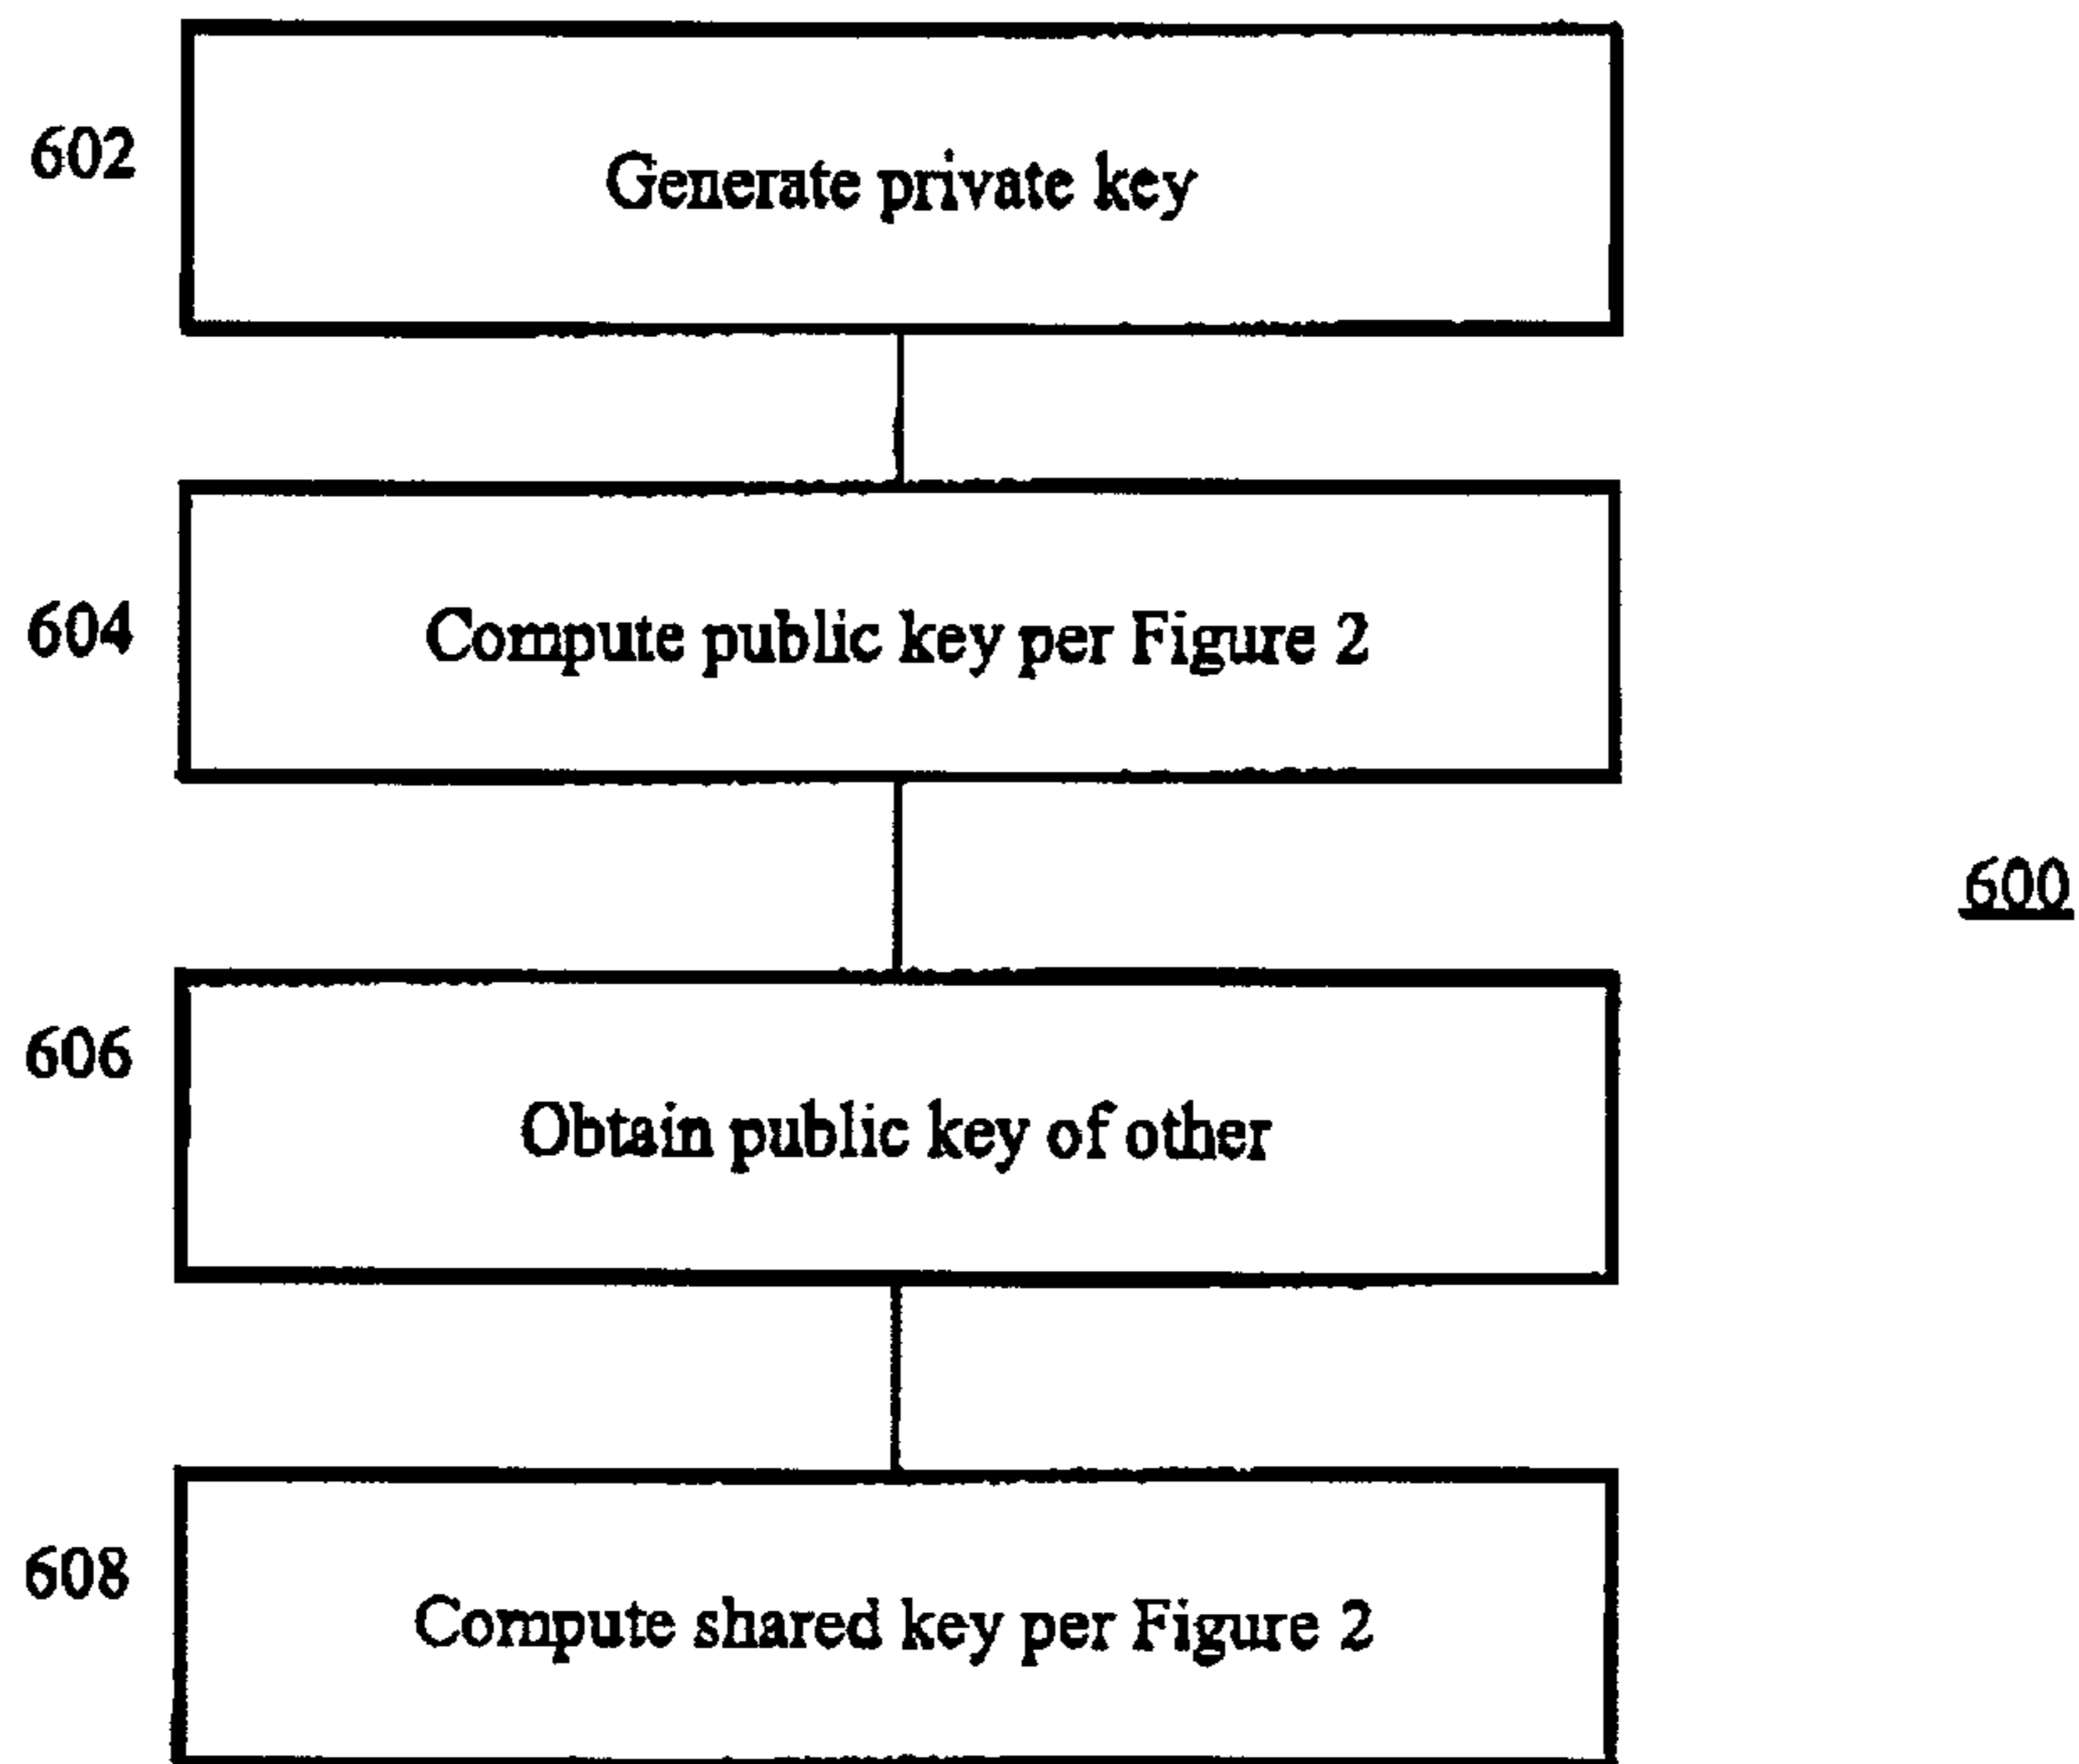 602
Generate private key
604
Compute public key per Figure 2
600
606
Obtain public key of other
608
Compute shared key per Figure 2